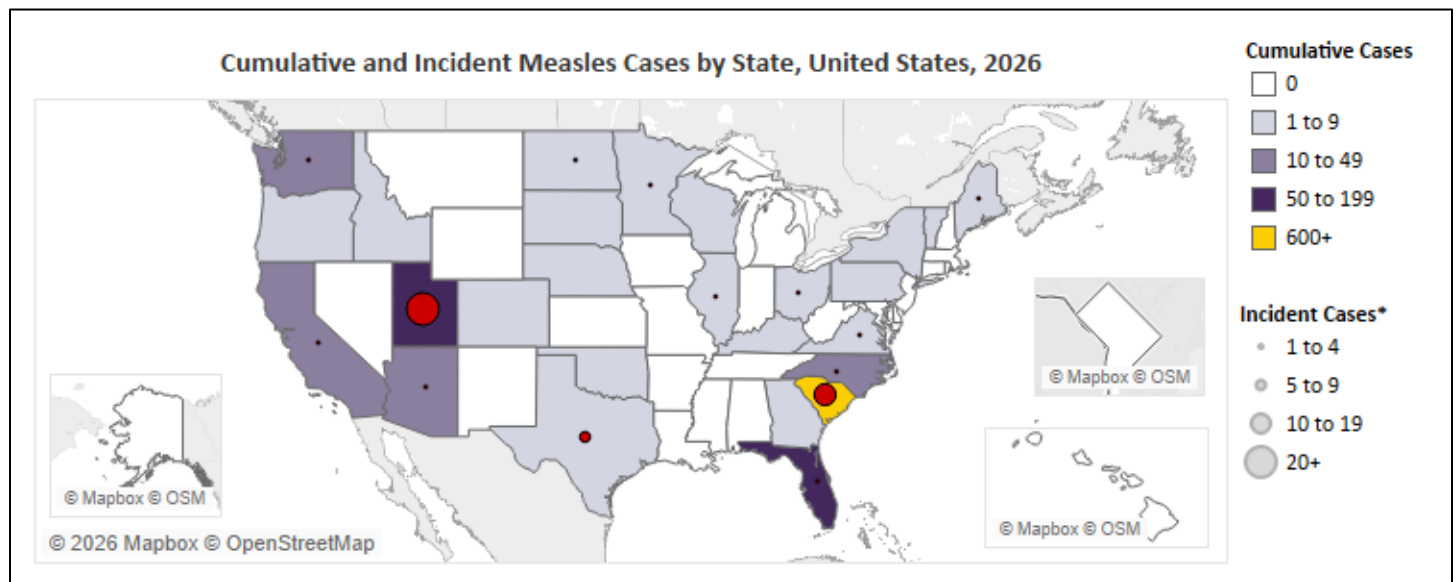 Cumulative and Incident Measles Cases by State, United States, 2026
Cumulative Cases
0
1 to 9
10 to 49
50 to 199
600+
Incident Cases*
1 to 4
5 to 9
10 to 19
20+
© Mapbox © OSM
© Mapbox © OSM
© Mapbox © OSM
© 2026 Mapbox © OpenStreetMap